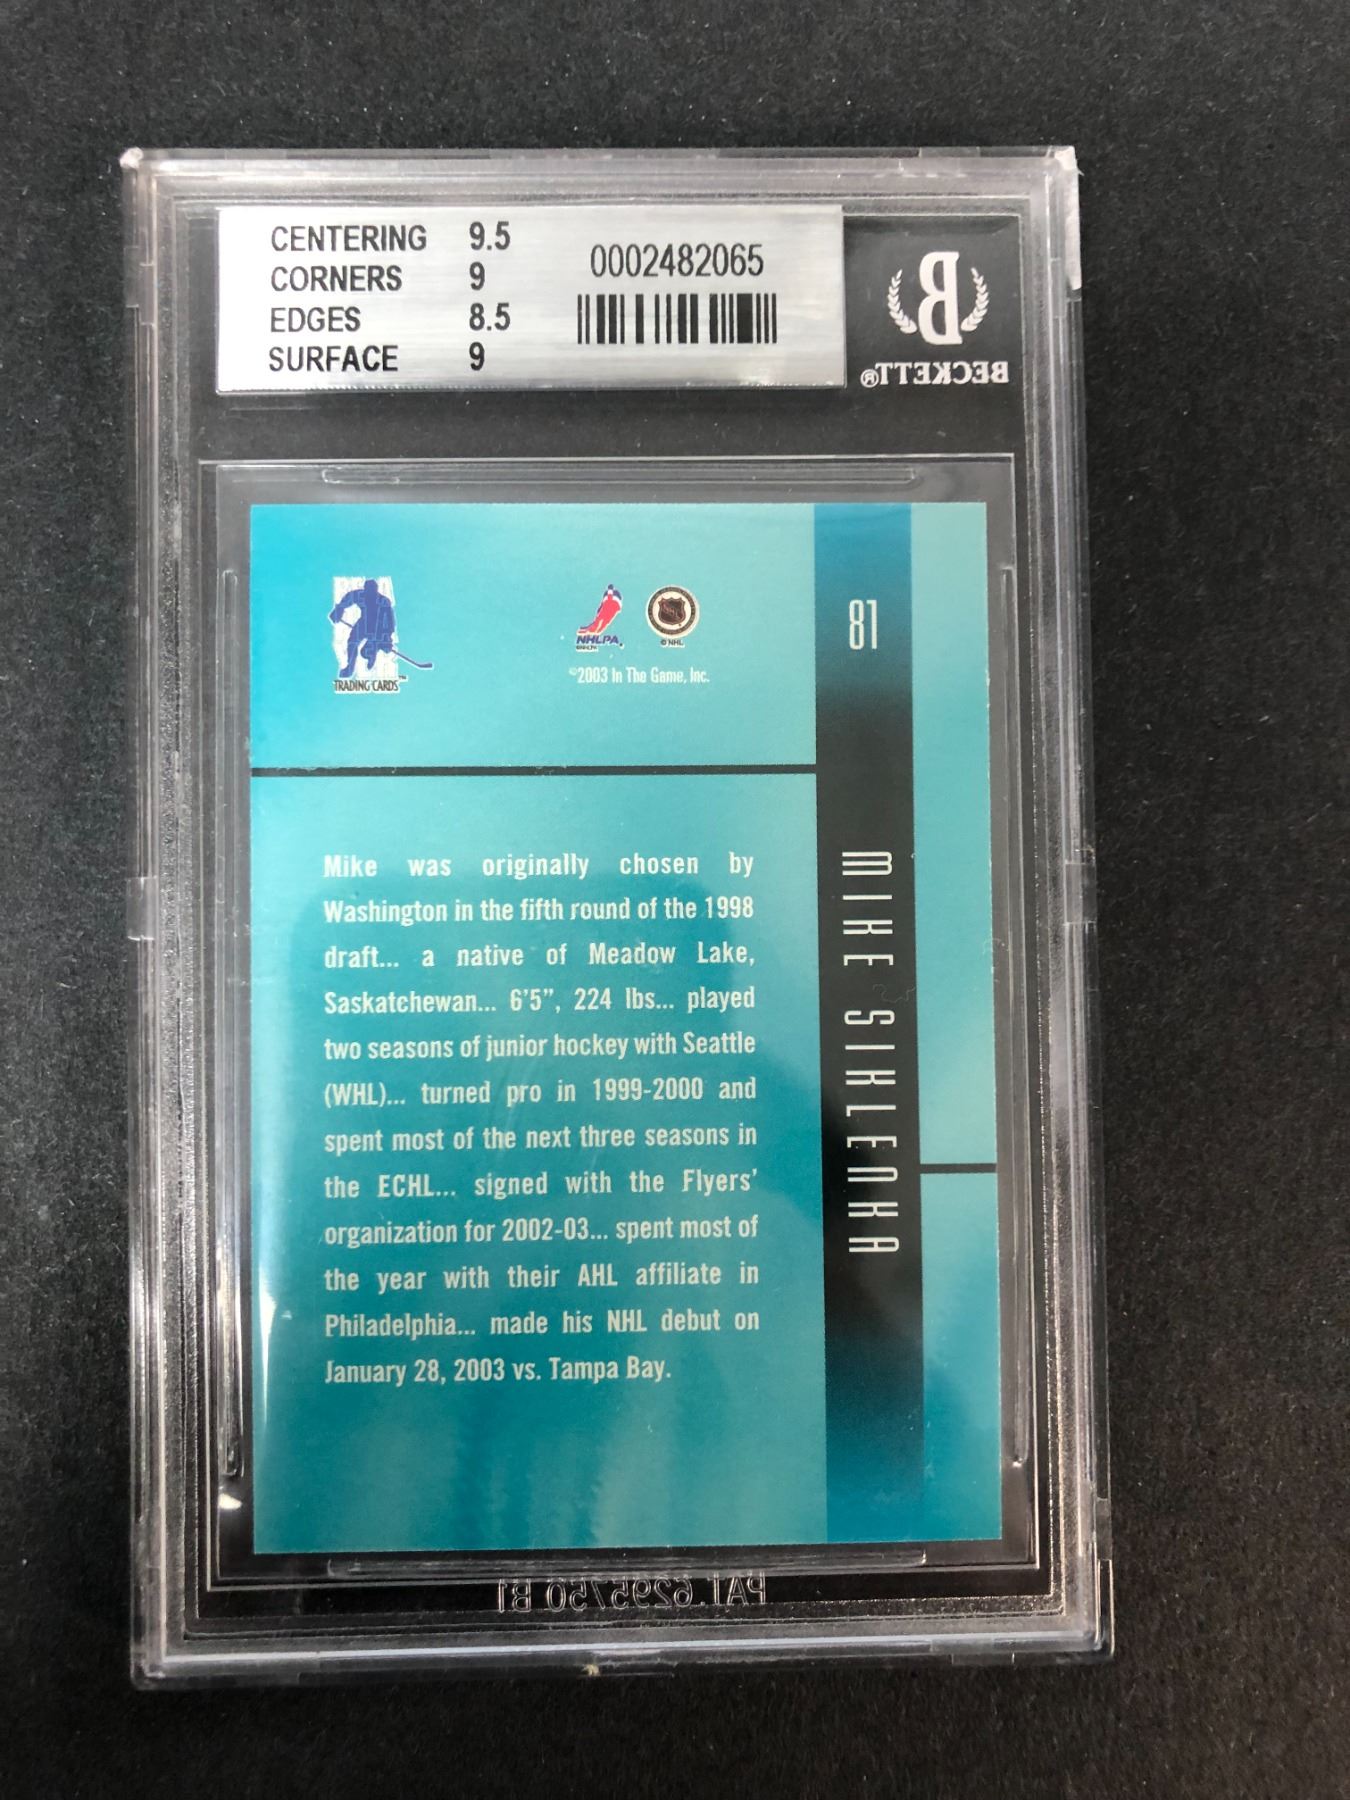 CENTERING 9.5
CORNERS 9
EDGES 8.5
SURFACE 9
0002482065
B
BECKETT®
TRADING CARDS™
NHLPA
© NHL
©2003 In The Game, Inc.
81
MIKE SIKLENKA
Mike was originally chosen by
Washington in the fifth round of the 1998
draft... a native of Meadow Lake,
Saskatchewan... 6'5”, 224 lbs... played
two seasons of junior hockey with Seattle
(WHL)... turned pro in 1999-2000 and
spent most of the next three seasons in
the ECHL... signed with the Flyers'
organization for 2002-03... spent most of
the year with their AHL affiliate in
Philadelphia... made his NHL debut on
January 28, 2003 vs. Tampa Bay.
PAT. 6295750 B1